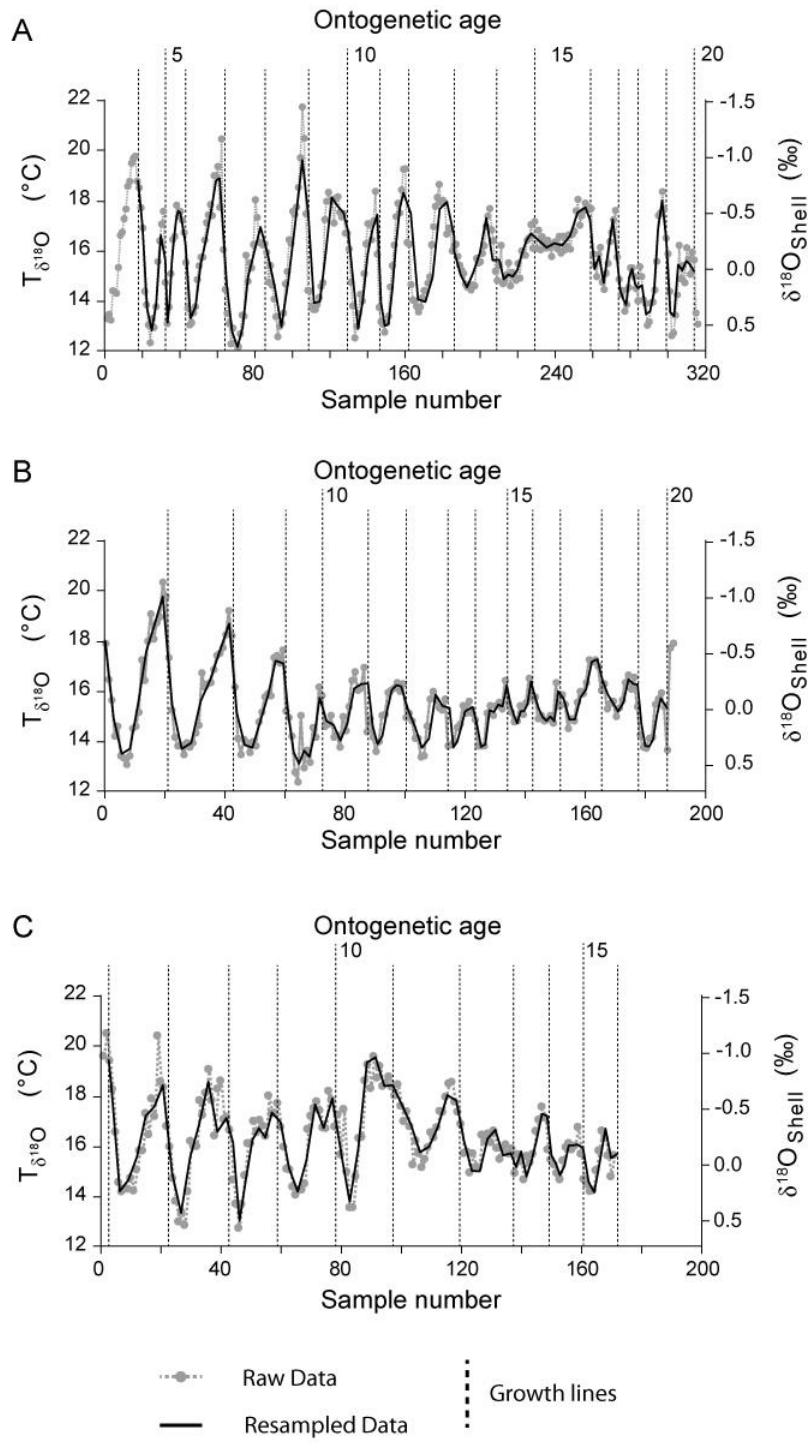 A
Ontogenetic age
5 10 15 20
22
20
18
16
14
12
Tδ18O (°C)
-1.5
-1.0
-0.5
0.0
0.5
δ18OShell (‰)
0 80 160 240 320
Sample number
B
Ontogenetic age
10 15 20
22
20
18
16
14
12
Tδ18O (°C)
-1.5
-1.0
-0.5
0.0
0.5
δ18OShell (‰)
0 40 80 120 160 200
Sample number
C
Ontogenetic age
10 15
22
20
18
16
14
12
Tδ18O (°C)
-1.5
-1.0
-0.5
0.0
0.5
δ18OShell (‰)
0 40 80 120 160 200
Sample number
Raw Data
Resampled Data
Growth lines